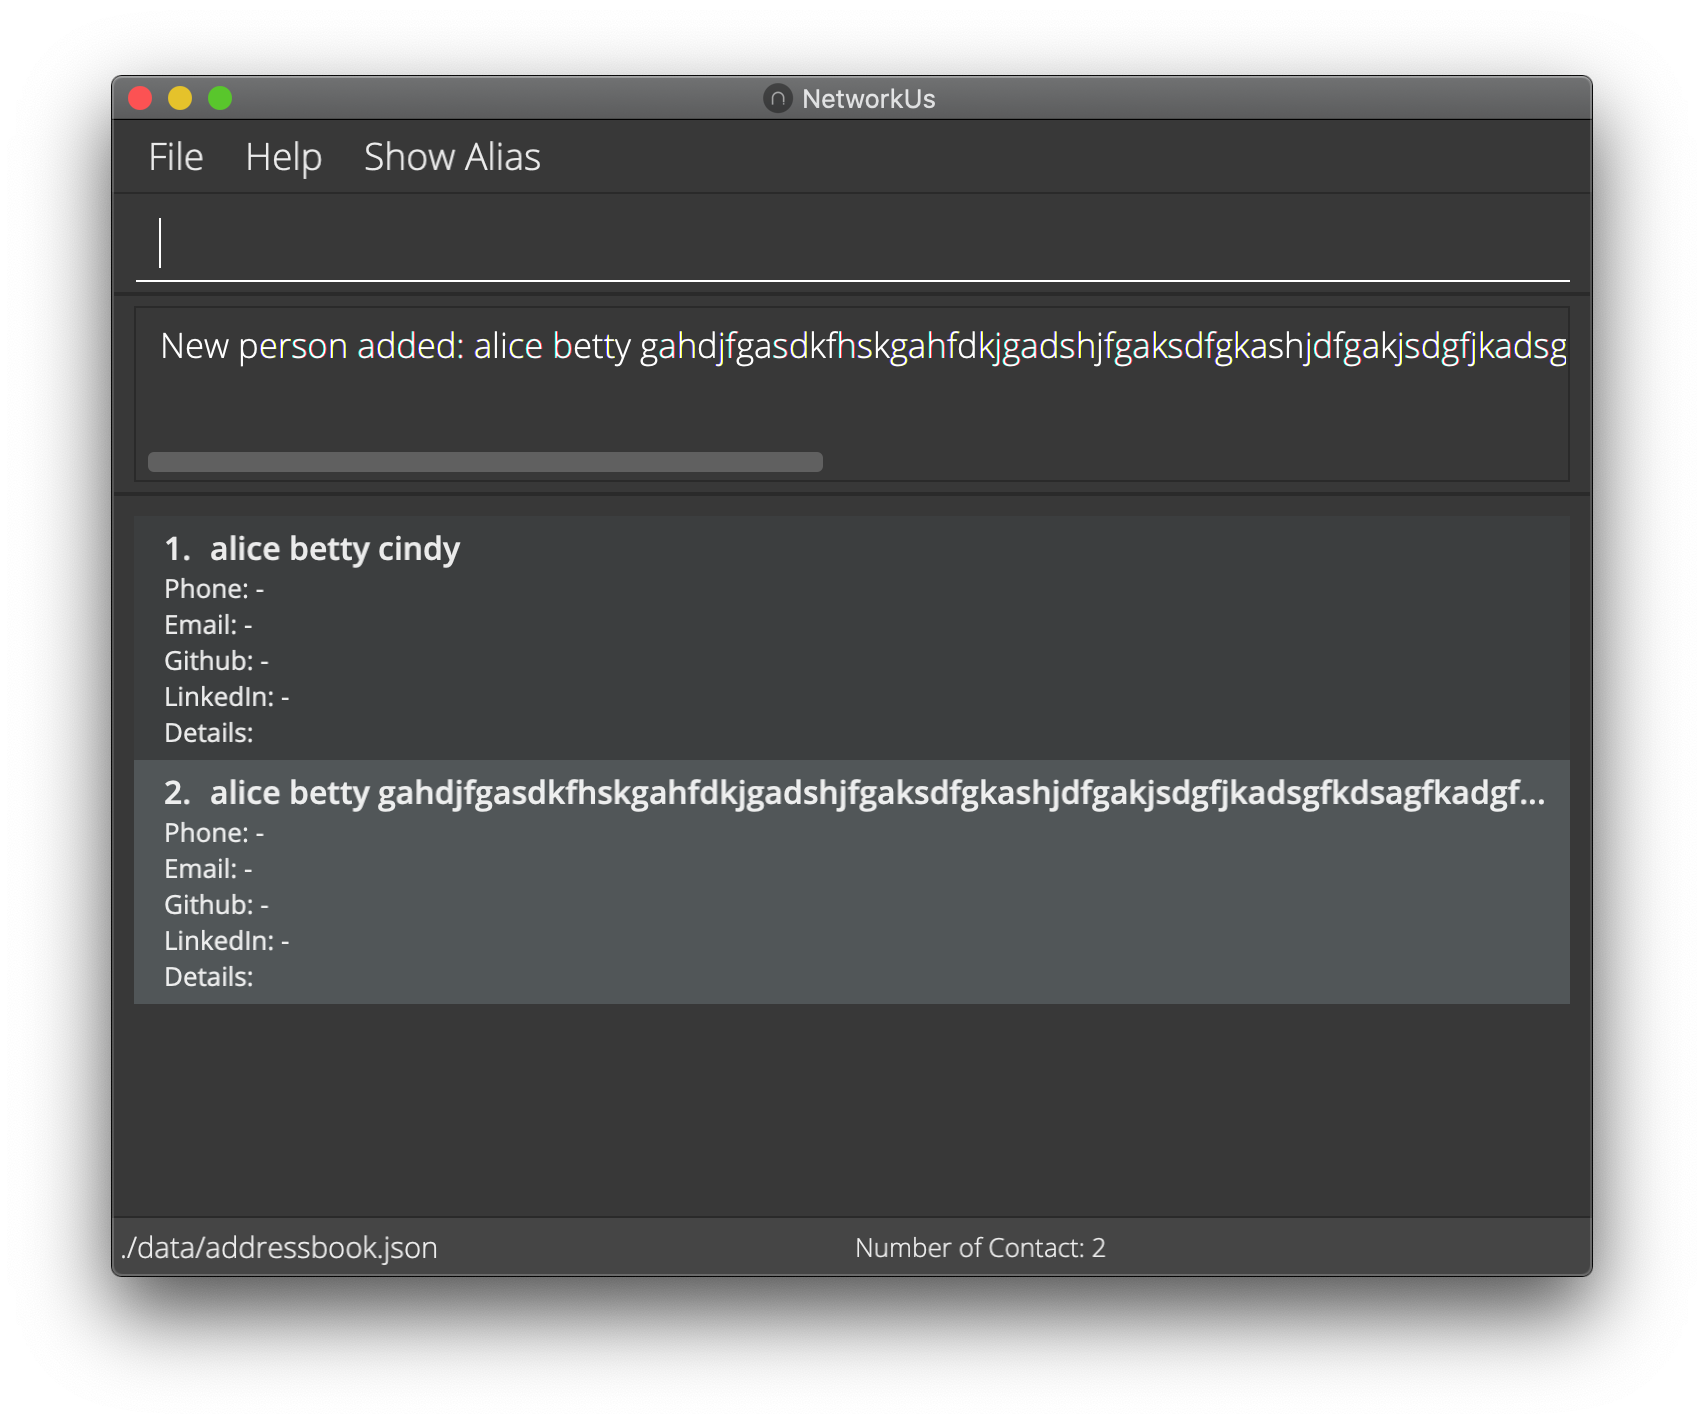 NetworkUs
File Help Show Alias
New person added: alice betty gahdjfgasdkfhskgahfdkjgadshjfgaksdfgkashjdfgakjsdgfjkadsg
1. alice betty cindy
Phone: -
Email: -
Github: -
LinkedIn: -
Details:
2. alice betty gahdjfgasdkfhskgahfdkjgadshjfgaksdfgkashjdfgakjsdgfjkadsgfkdsagfkadgf...
Phone: -
Email: -
Github: -
LinkedIn: -
Details:
./data/addressbook.json
Number of Contact: 2